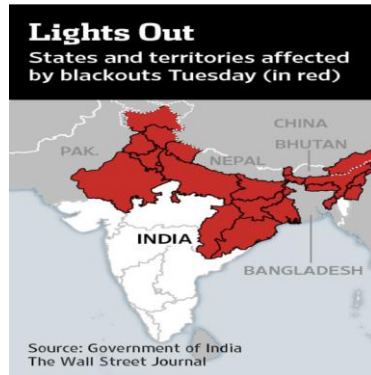 Lights Out
States and territories affected
by blackouts Tuesday (in red)
CHINA
BHUTAN
PAK.
NEPAL
INDIA
BANGLADESH
Source: Government of India
The Wall Street Journal